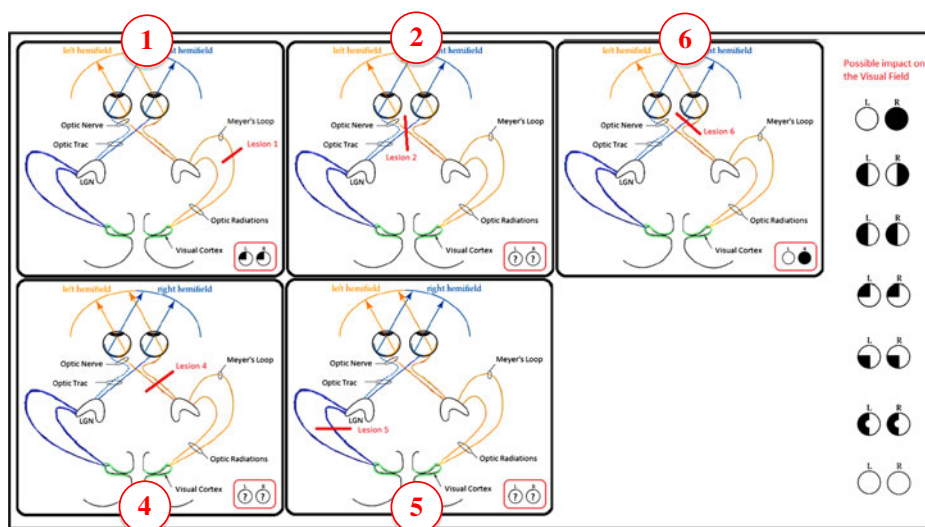 1
left hemifield
right hemifield
Optic Nerve
Optic Trac
Meyer's Loop
Lesion 1
LGN
Optic Radiations
Visual Cortex
L R
2
left hemifield
right hemifield
Optic Nerve
Optic Trac
Meyer's Loop
Lesion 2
LGN
Optic Radiations
Visual Cortex
L R
? ?
6
left hemifield
right hemifield
Optic Nerve
Optic Trac
Meyer's Loop
Lesion 6
LGN
Optic Radiations
Visual Cortex
L R
4
left hemifield
right hemifield
Optic Nerve
Optic Trac
Meyer's Loop
Lesion 4
LGN
Optic Radiations
Visual Cortex
L R
? ?
5
left hemifield
right hemifield
Optic Nerve
Optic Trac
Meyer's Loop
Lesion 5
LGN
Optic Radiations
Visual Cortex
L R
? ?
Possible impact on
the Visual Field
L R
L R
L R
L R
L R
L R
L R